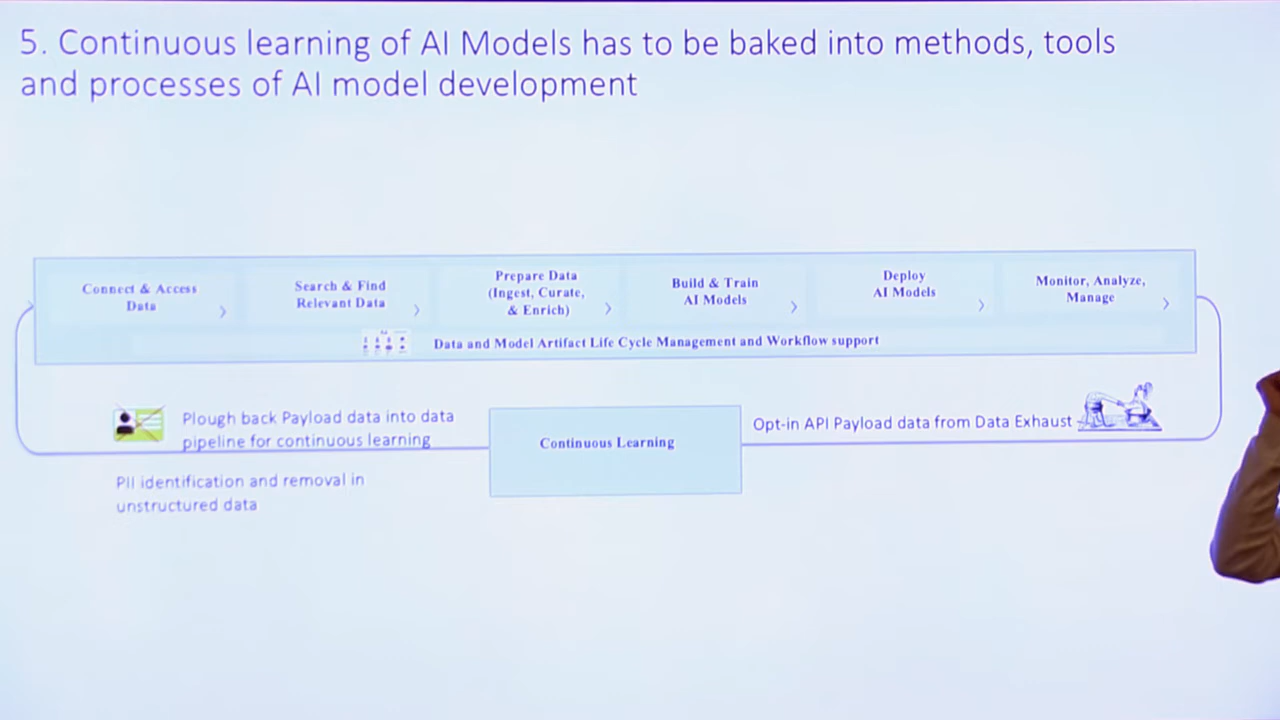 5. Continuous learning of AI Models has to be baked into methods, tools
and processes of AI model development
Connect & Access
Data
Search & Find
Relevant Data
Prepare Data
(Ingest, Curate,
& Enrich)
Build & Train
AI Models
Deploy
AI Models
Monitor, Analyze,
Manage
Data and Model Artifact Life Cycle Management and Workflow support
Plough back Payload data into data
pipeline for continuous learning
Continuous Learning
Opt-in API Payload data from Data Exhaust
PII identification and removal in
unstructured data